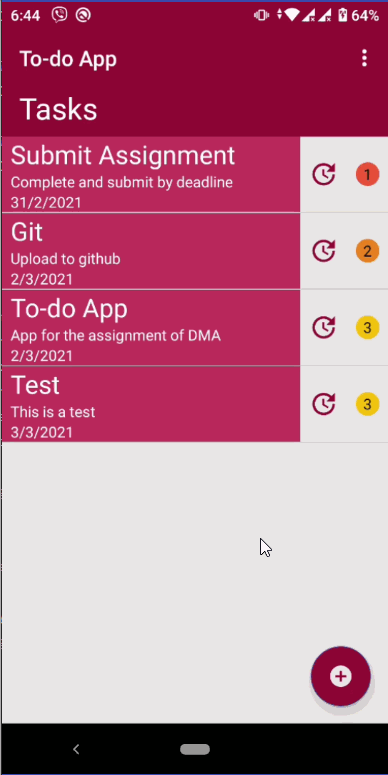 6:44
64%
To-do App
Tasks
Submit Assignment
Complete and submit by deadline
31/2/2021
1
Git
Upload to github
2/3/2021
2
To-do App
App for the assignment of DMA
2/3/2021
3
Test
This is a test
3/3/2021
3